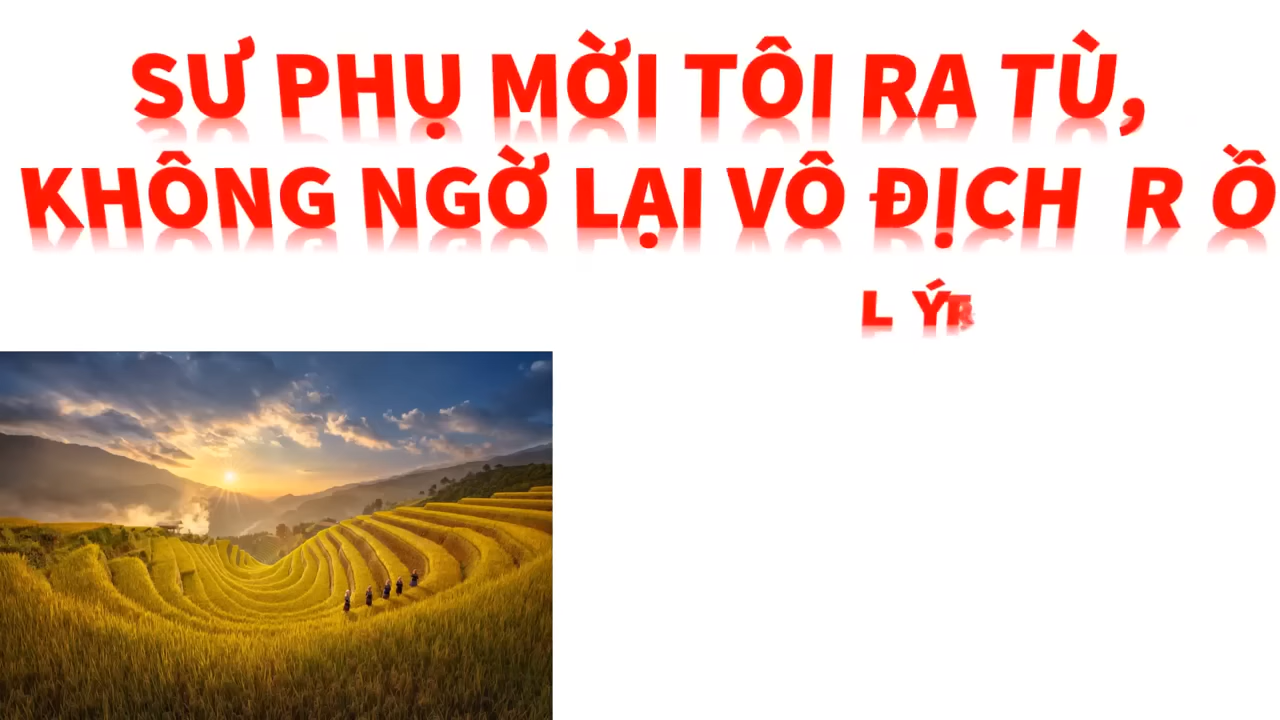 SƯ PHỤ MỜI TÔI RA TÙ,
KHÔNG NGỜ LẠI VÔ ĐỊCH R Ồ
L Ý